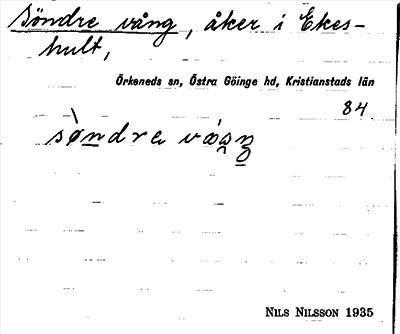 Söndre vång, åker i Ekes-
hult,
Örkeneds sn, Östra Göinge hd, Kristianstads län
84
NILS NILSSON 1935